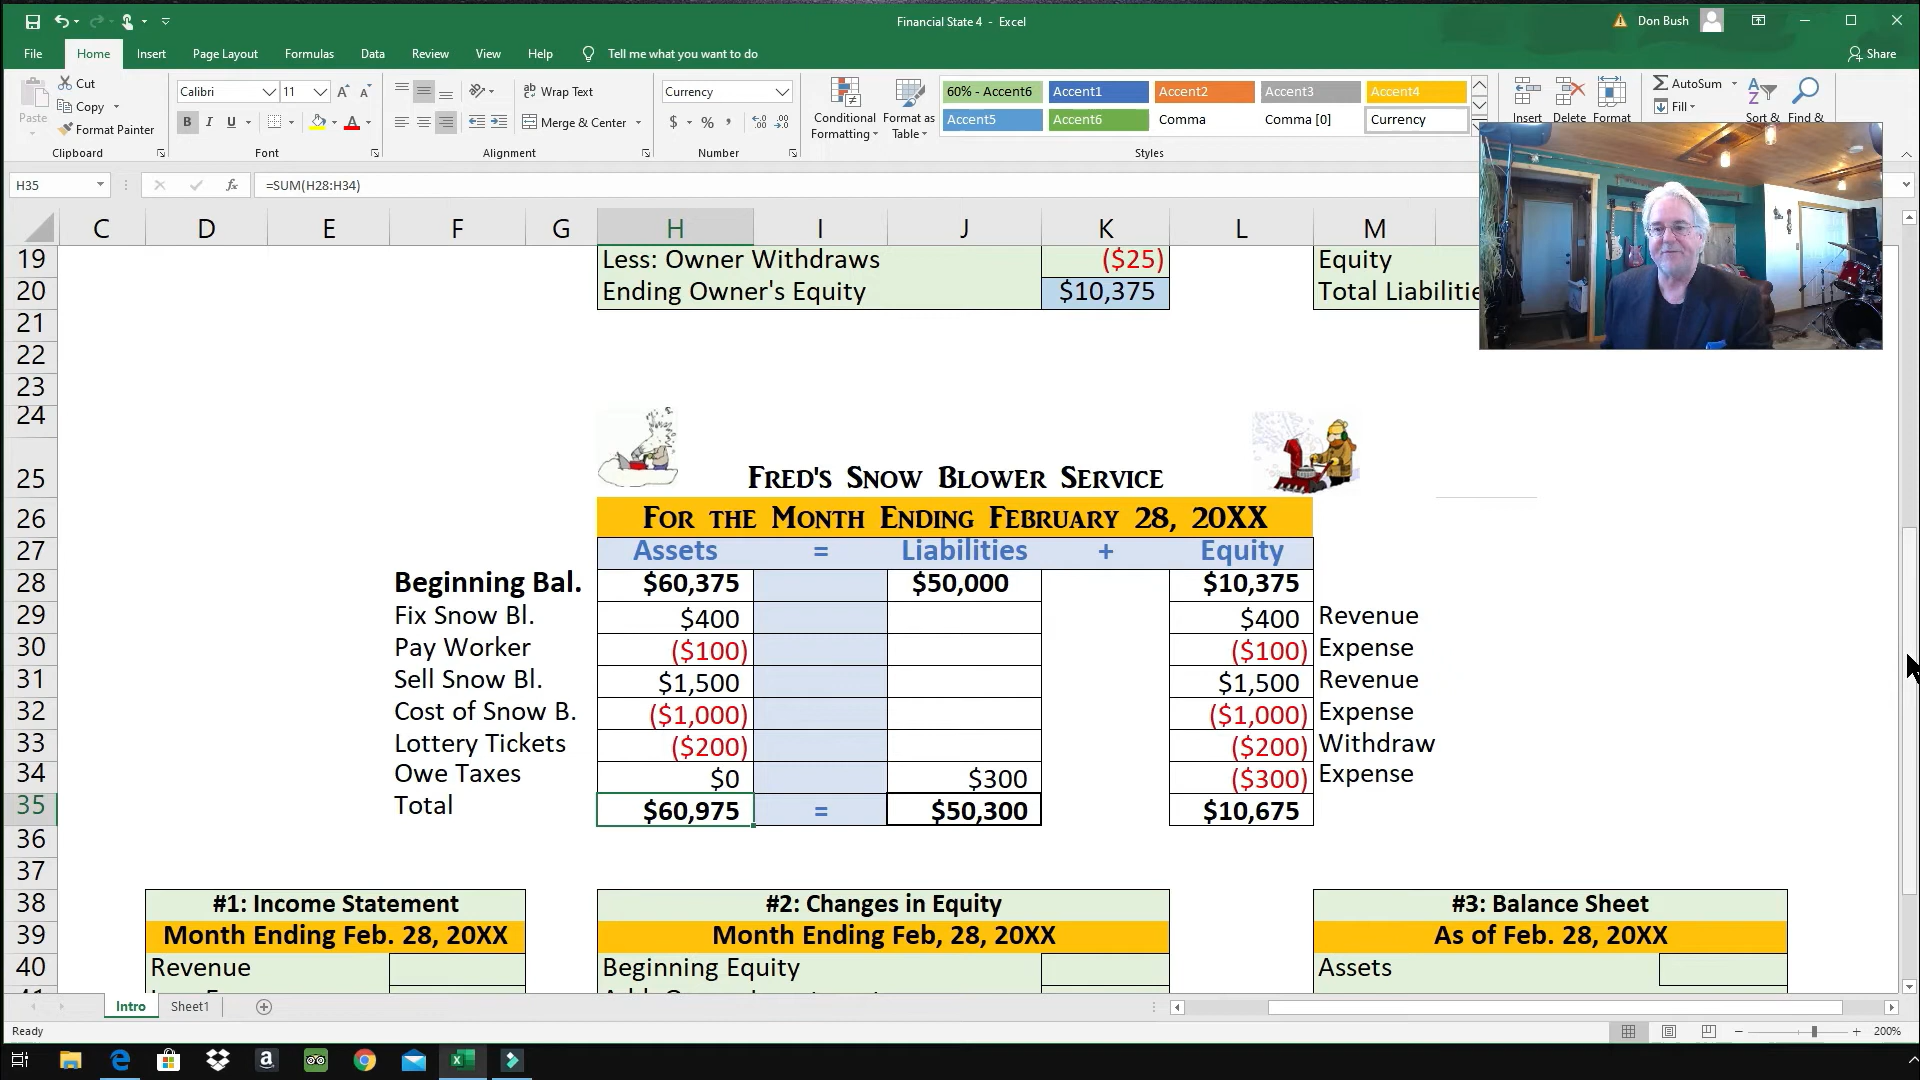 Financial State 4 - Excel
Don Bush
File Home Insert Page Layout Formulas Data Review View Help Tell me what you want to do Share
Paste
Cut
Copy
Format Painter
Clipboard
Calibri 11
B I U
Font
ab Wrap Text
Merge & Center
Alignment
Currency
$ % ,
Number
Conditional Formatting
Format as Table
60% - Accent6 Accent1 Accent2 Accent3 Accent4
Accent5 Accent6 Comma Comma [0] Currency
Styles
Insert Delete Format
AutoSum
Fill
Sort & Find &
H35 fx =SUM(H28:H34)
C D E F G H I J K L M
19 Less: Owner Withdraws ($25) Equity
20 Ending Owner's Equity $10,375 Total Liabilitie
21
22
23
24
25 Fred's Snow Blower Service
26 For the Month Ending February 28, 20XX
27 Assets = Liabilities + Equity
28 Beginning Bal. $60,375 $50,000 $10,375
29 Fix Snow Bl. $400 $400 Revenue
30 Pay Worker ($100) ($100) Expense
31 Sell Snow Bl. $1,500 $1,500 Revenue
32 Cost of Snow B. ($1,000) ($1,000) Expense
33 Lottery Tickets ($200) ($200) Withdraw
34 Owe Taxes $0 $300 ($300) Expense
35 Total $60,975 = $50,300 $10,675
36
37
38 #1: Income Statement #2: Changes in Equity #3: Balance Sheet
39 Month Ending Feb. 28, 20XX Month Ending Feb, 28, 20XX As of Feb. 28, 20XX
40 Revenue Beginning Equity Assets
Intro Sheet1
Ready 200%